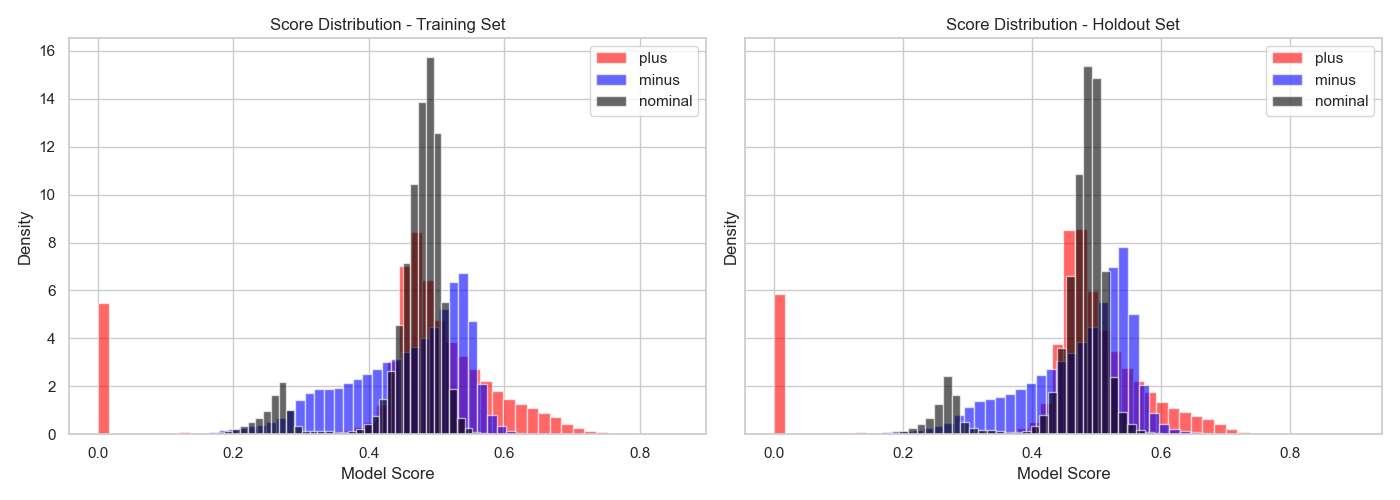 Score Distribution - Training Set
Density
16
14
12
10
8
6
4
2
0
plus
minus
nominal
0.0 0.2 0.4 0.6 0.8
Model Score
Score Distribution - Holdout Set
Density
plus
minus
nominal
0.0 0.2 0.4 0.6 0.8
Model Score